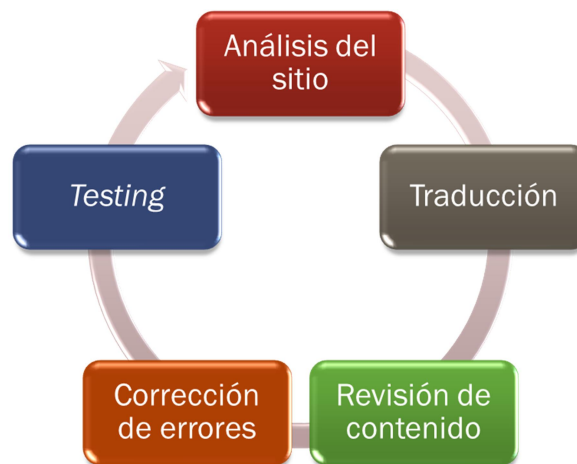 Análisis del
sitio
Traducción
Revisión de
contenido
Corrección
de errores
Testing